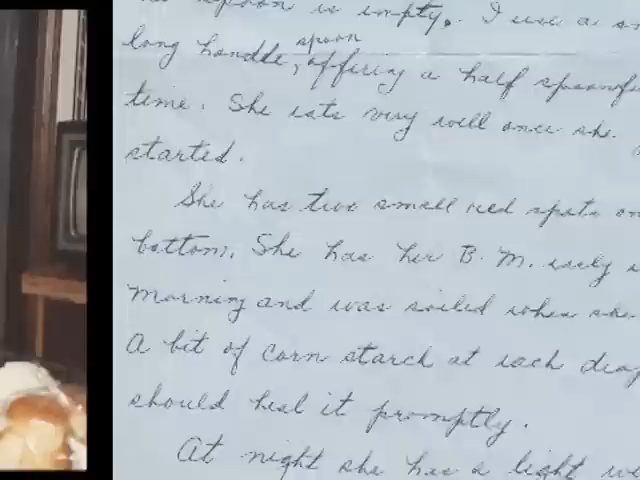 spoon is empty. I use a
spoon
long handle, offering a half
time. She eats very well once she
started.
She has two small red spots on
bottom. She has her B. M. early
morning and was soiled when she
A bit of corn starch at each
should heal it promptly.
At night she has a light